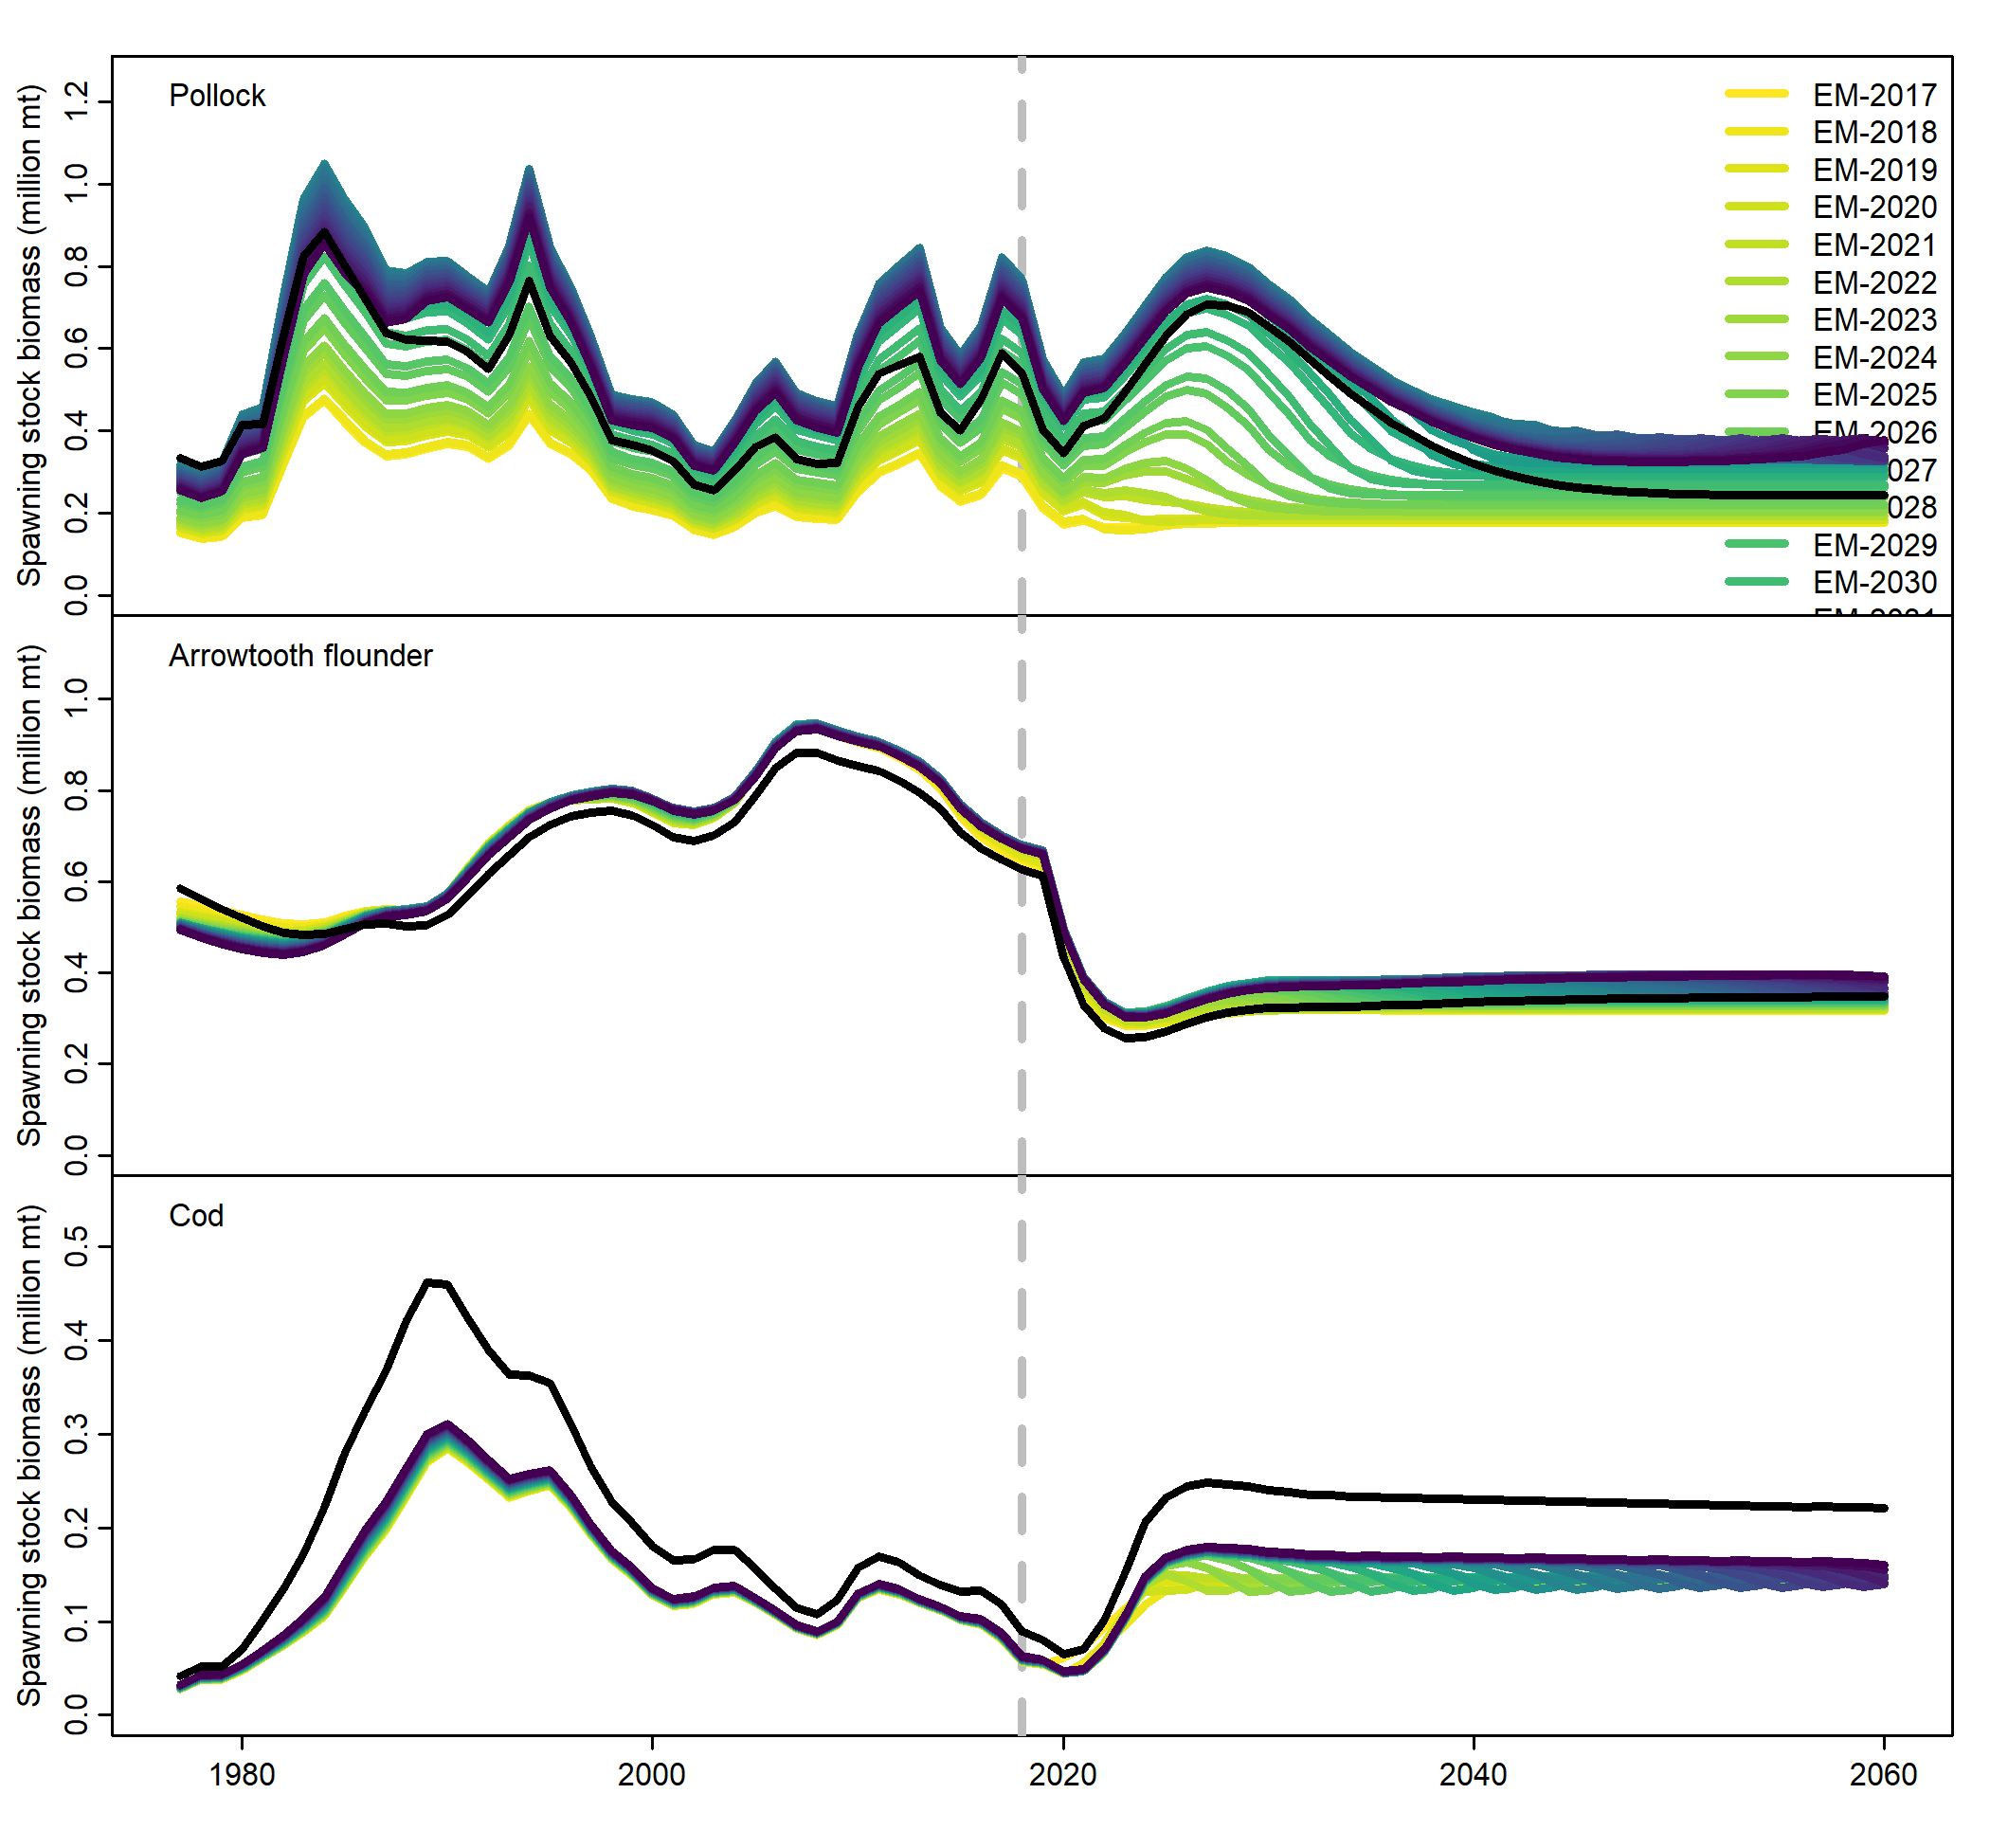 Pollock
Spawning stock biomass (million mt)
1.2
1.0
0.8
0.6
0.4
0.2
0.0
EM-2017
EM-2018
EM-2019
EM-2020
EM-2021
EM-2022
EM-2023
EM-2024
EM-2025
EM-2026
027
028
EM-2029
EM-2030
Arrowtooth flounder
Spawning stock biomass (million mt)
1.0
0.8
0.6
0.4
0.2
0.0
Cod
Spawning stock biomass (million mt)
0.5
0.4
0.3
0.2
0.1
0.0
1980 2000 2020 2040 2060